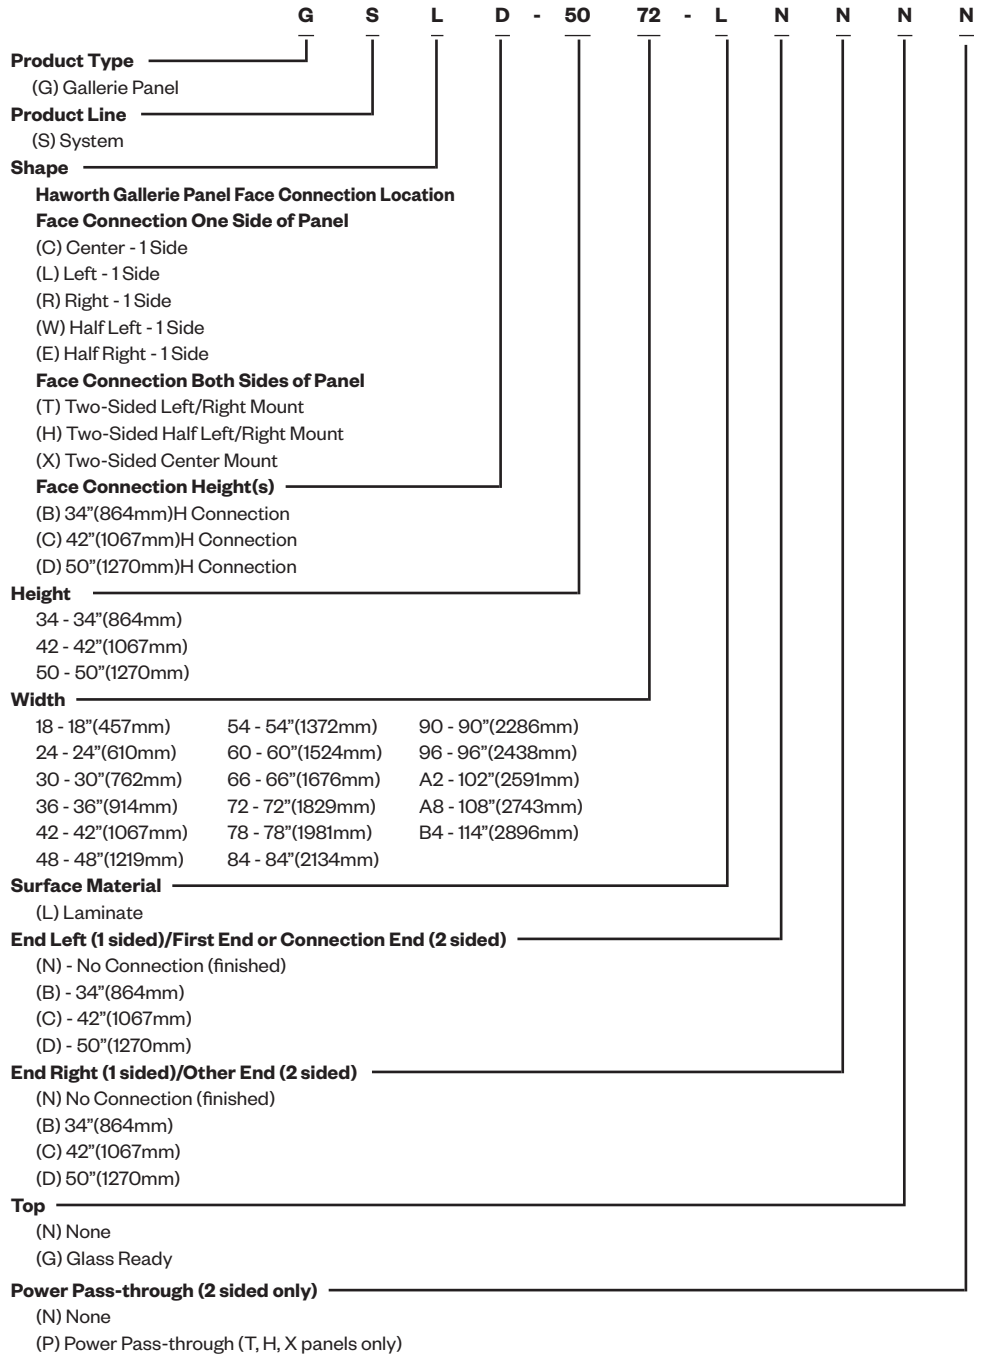 G S L D - 50 72 - L N N N N
Product Type
(G) Gallerie Panel
Product Line
(S) System
Shape
Haworth Gallerie Panel Face Connection Location
Face Connection One Side of Panel
(C) Center - 1 Side
(L) Left - 1 Side
(R) Right - 1 Side
(W) Half Left - 1 Side
(E) Half Right - 1 Side
Face Connection Both Sides of Panel
(T) Two-Sided Left/Right Mount
(H) Two-Sided Half Left/Right Mount
(X) Two-Sided Center Mount
Face Connection Height(s)
(B) 34”(864mm)H Connection
(C) 42”(1067mm)H Connection
(D) 50”(1270mm)H Connection
Height
34 - 34”(864mm)
42 - 42”(1067mm)
50 - 50”(1270mm)
Width
18 - 18”(457mm) 54 - 54”(1372mm) 90 - 90”(2286mm)
24 - 24”(610mm) 60 - 60”(1524mm) 96 - 96”(2438mm)
30 - 30”(762mm) 66 - 66”(1676mm) A2 - 102”(2591mm)
36 - 36”(914mm) 72 - 72”(1829mm) A8 - 108”(2743mm)
42 - 42”(1067mm) 78 - 78”(1981mm) B4 - 114”(2896mm)
48 - 48”(1219mm) 84 - 84”(2134mm)
Surface Material
(L) Laminate
End Left (1 sided)/First End or Connection End (2 sided)
(N) - No Connection (finished)
(B) - 34”(864mm)
(C) - 42”(1067mm)
(D) - 50”(1270mm)
End Right (1 sided)/Other End (2 sided)
(N) No Connection (finished)
(B) 34”(864mm)
(C) 42”(1067mm)
(D) 50”(1270mm)
Top
(N) None
(G) Glass Ready
Power Pass-through (2 sided only)
(N) None
(P) Power Pass-through (T, H, X panels only)